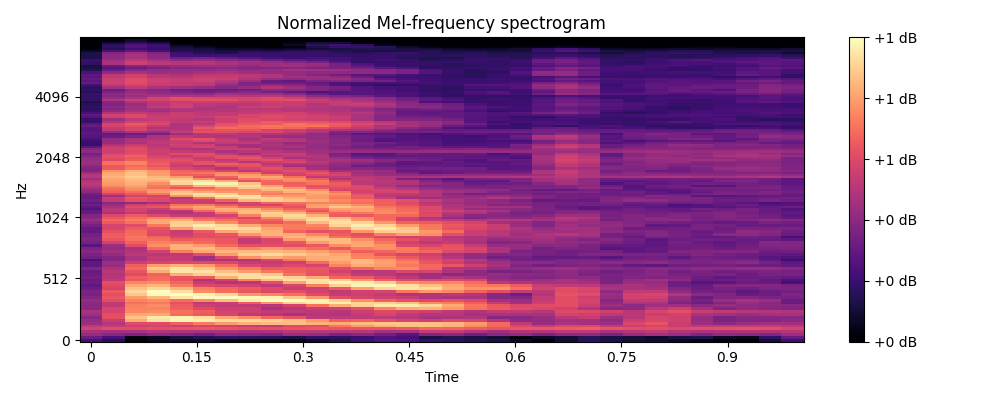 Normalized Mel-frequency spectrogram
+1 dB
4096
+1 dB
2048
+1 dB
Hz
1024
+0 dB
512
+0 dB
0
+0 dB
0
0.15
0.3
0.45
0.6
0.75
0.9
Time